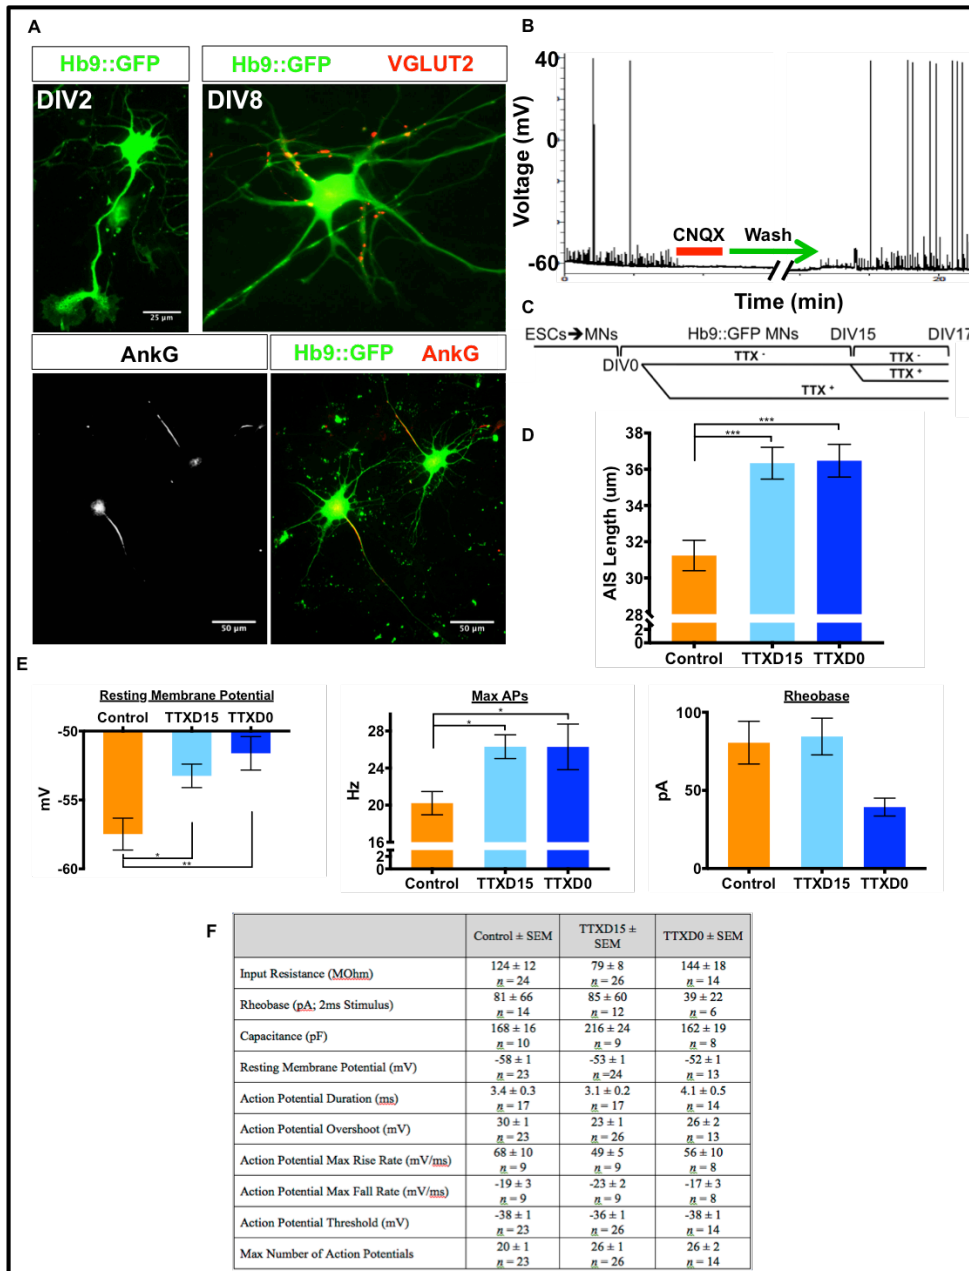 A
Hb9::GFP
DIV2
25 µm
Hb9::GFP VGLUT2
DIV8
AnkG
50 µm
Hb9::GFP AnkG
50 µm
B
Voltage (mV)
40
0
-60
CNQX Wash
0 20
Time (min)
C
ESCs➔MNs Hb9::GFP MNs DIV15 DIV17
DIV0 TTX - TTX -
TTX +
TTX +
D
AIS Length (um)
38
36
34
32
30
28
2
0
*** ***
Control TTXD15 TTXD0
E
Resting Membrane Potential
Control TTXD15 TTXD0
mV
-50
-55
-60
*
**
Max APs
Hz
28
24
20
16
2
0
* *
Control TTXD15 TTXD0
Rheobase
pA
100
50
0
Control TTXD15 TTXD0
F
Control ± SEM TTXD15 ± SEM TTXD0 ± SEM
Input Resistance (MOhm) 124 ± 12 n = 24 79 ± 8 n = 26 144 ± 18 n = 14
Rheobase (pA; 2ms Stimulus) 81 ± 66 n = 14 85 ± 60 n = 12 39 ± 22 n = 6
Capacitance (pF) 168 ± 16 n = 10 216 ± 24 n = 9 162 ± 19 n = 8
Resting Membrane Potential (mV) -58 ± 1 n = 23 -53 ± 1 n =24 -52 ± 1 n = 13
Action Potential Duration (ms) 3.4 ± 0.3 n = 17 3.1 ± 0.2 n = 17 4.1 ± 0.5 n = 14
Action Potential Overshoot (mV) 30 ± 1 n = 23 23 ± 1 n = 26 26 ± 2 n = 13
Action Potential Max Rise Rate (mV/ms) 68 ± 10 n = 9 49 ± 5 n = 9 56 ± 10 n = 8
Action Potential Max Fall Rate (mV/ms) -19 ± 3 n = 9 -23 ± 2 n = 9 -17 ± 3 n = 8
Action Potential Threshold (mV) -38 ± 1 n = 23 -36 ± 1 n = 26 -38 ± 1 n = 14
Max Number of Action Potentials 20 ± 1 n = 23 26 ± 1 n = 26 26 ± 2 n = 14